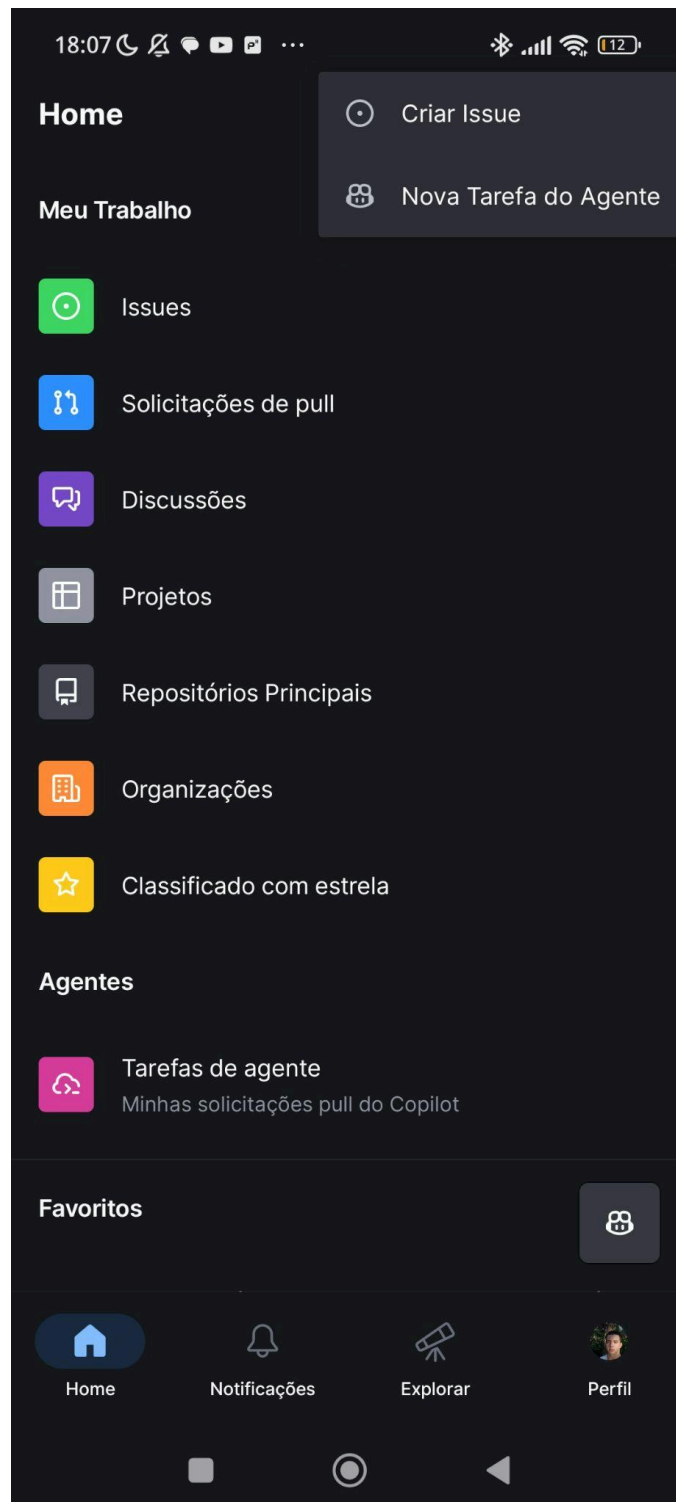 18:07
12
Home
Criar Issue
Nova Tarefa do Agente
Meu Trabalho
Issues
Solicitações de pull
Discussões
Projetos
Repositórios Principais
Organizações
Classificado com estrela
Agentes
Tarefas de agente
Minhas solicitações pull do Copilot
Favoritos
Home
Notificações
Explorar
Perfil